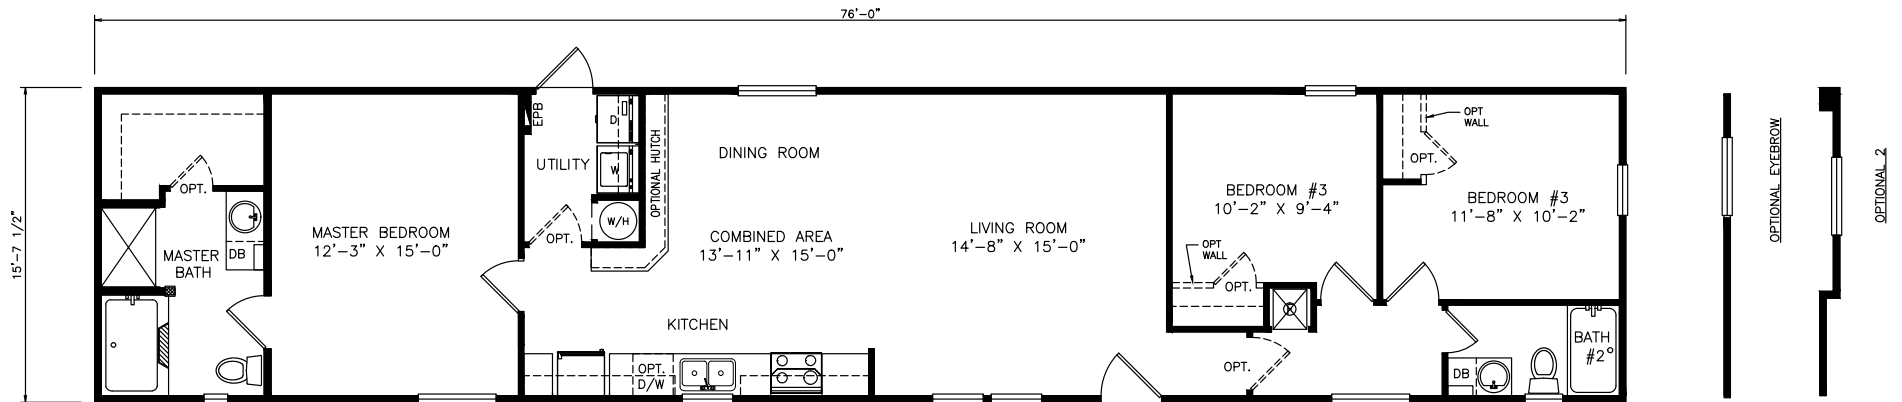 76'-0"
15'-7 1/2"
OPT.
MASTER
BATH
DB
MASTER BEDROOM
12'-3" X 15'-0"
EPB
D
UTILITY
W
W/H
OPT.
OPTIONAL HUTCH
DINING ROOM
COMBINED AREA
13'-11" X 15'-0"
KITCHEN
OPT.
D/W
LIVING ROOM
14'-8" X 15'-0"
BEDROOM #3
10'-2" X 9'-4"
OPT
WALL
OPT.
OPT.
OPT
WALL
OPT.
BEDROOM #3
11'-8" X 10'-2"
DB
BATH
#2
OPTIONAL EYEBROW
OPTIONAL 2